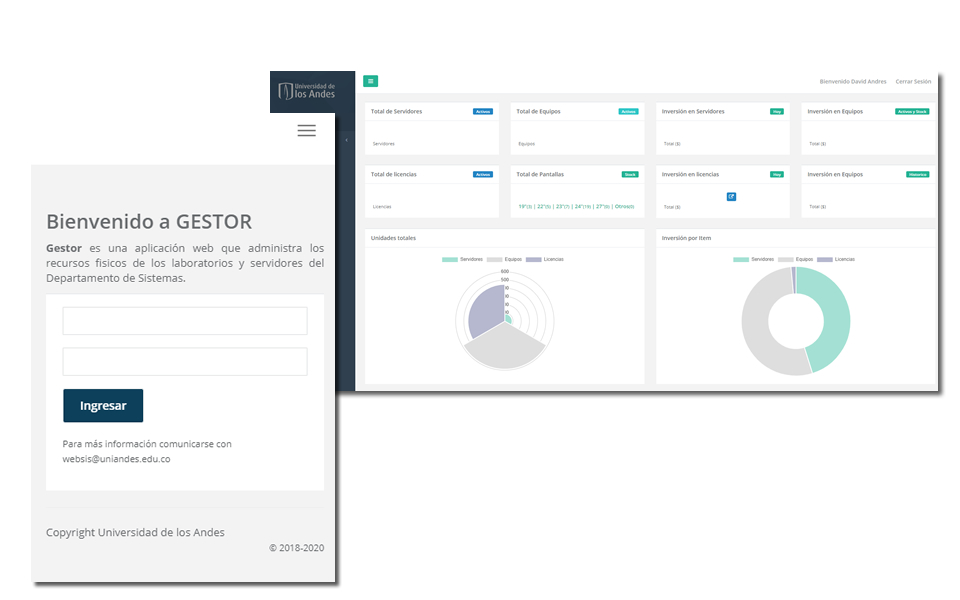 Universidad de
los Andes
Bienvenido David Andres Cerrar Sesión
Total de Servidores Activos
Servidores
Total de Equipos Activos
Equipos
Inversión en Servidores Hoy
Total ($)
Inversión en Equipos Activos y Stock
Total ($)
Total de licencias Activos
Licencias
Total de Pantallas Stock
19"(3) | 22"(5) | 23"(7) | 24"(19) | 27"(0) | Otros(0)
Inversión en licencias Hoy
Total ($)
Inversión en Equipos Historico
Total ($)
Unidades totales
Servidores Equipos Licencias
600
500
Inversión por item
Servidores Equipos Licencias
Bienvenido a GESTOR
Gestor es una aplicación web que administra los
recursos fisicos de los laboratorios y servidores del
Departamento de Sistemas.
Ingresar
Para más información comunicarse con
websis@uniandes.edu.co
Copyright Universidad de los Andes
© 2018-2020